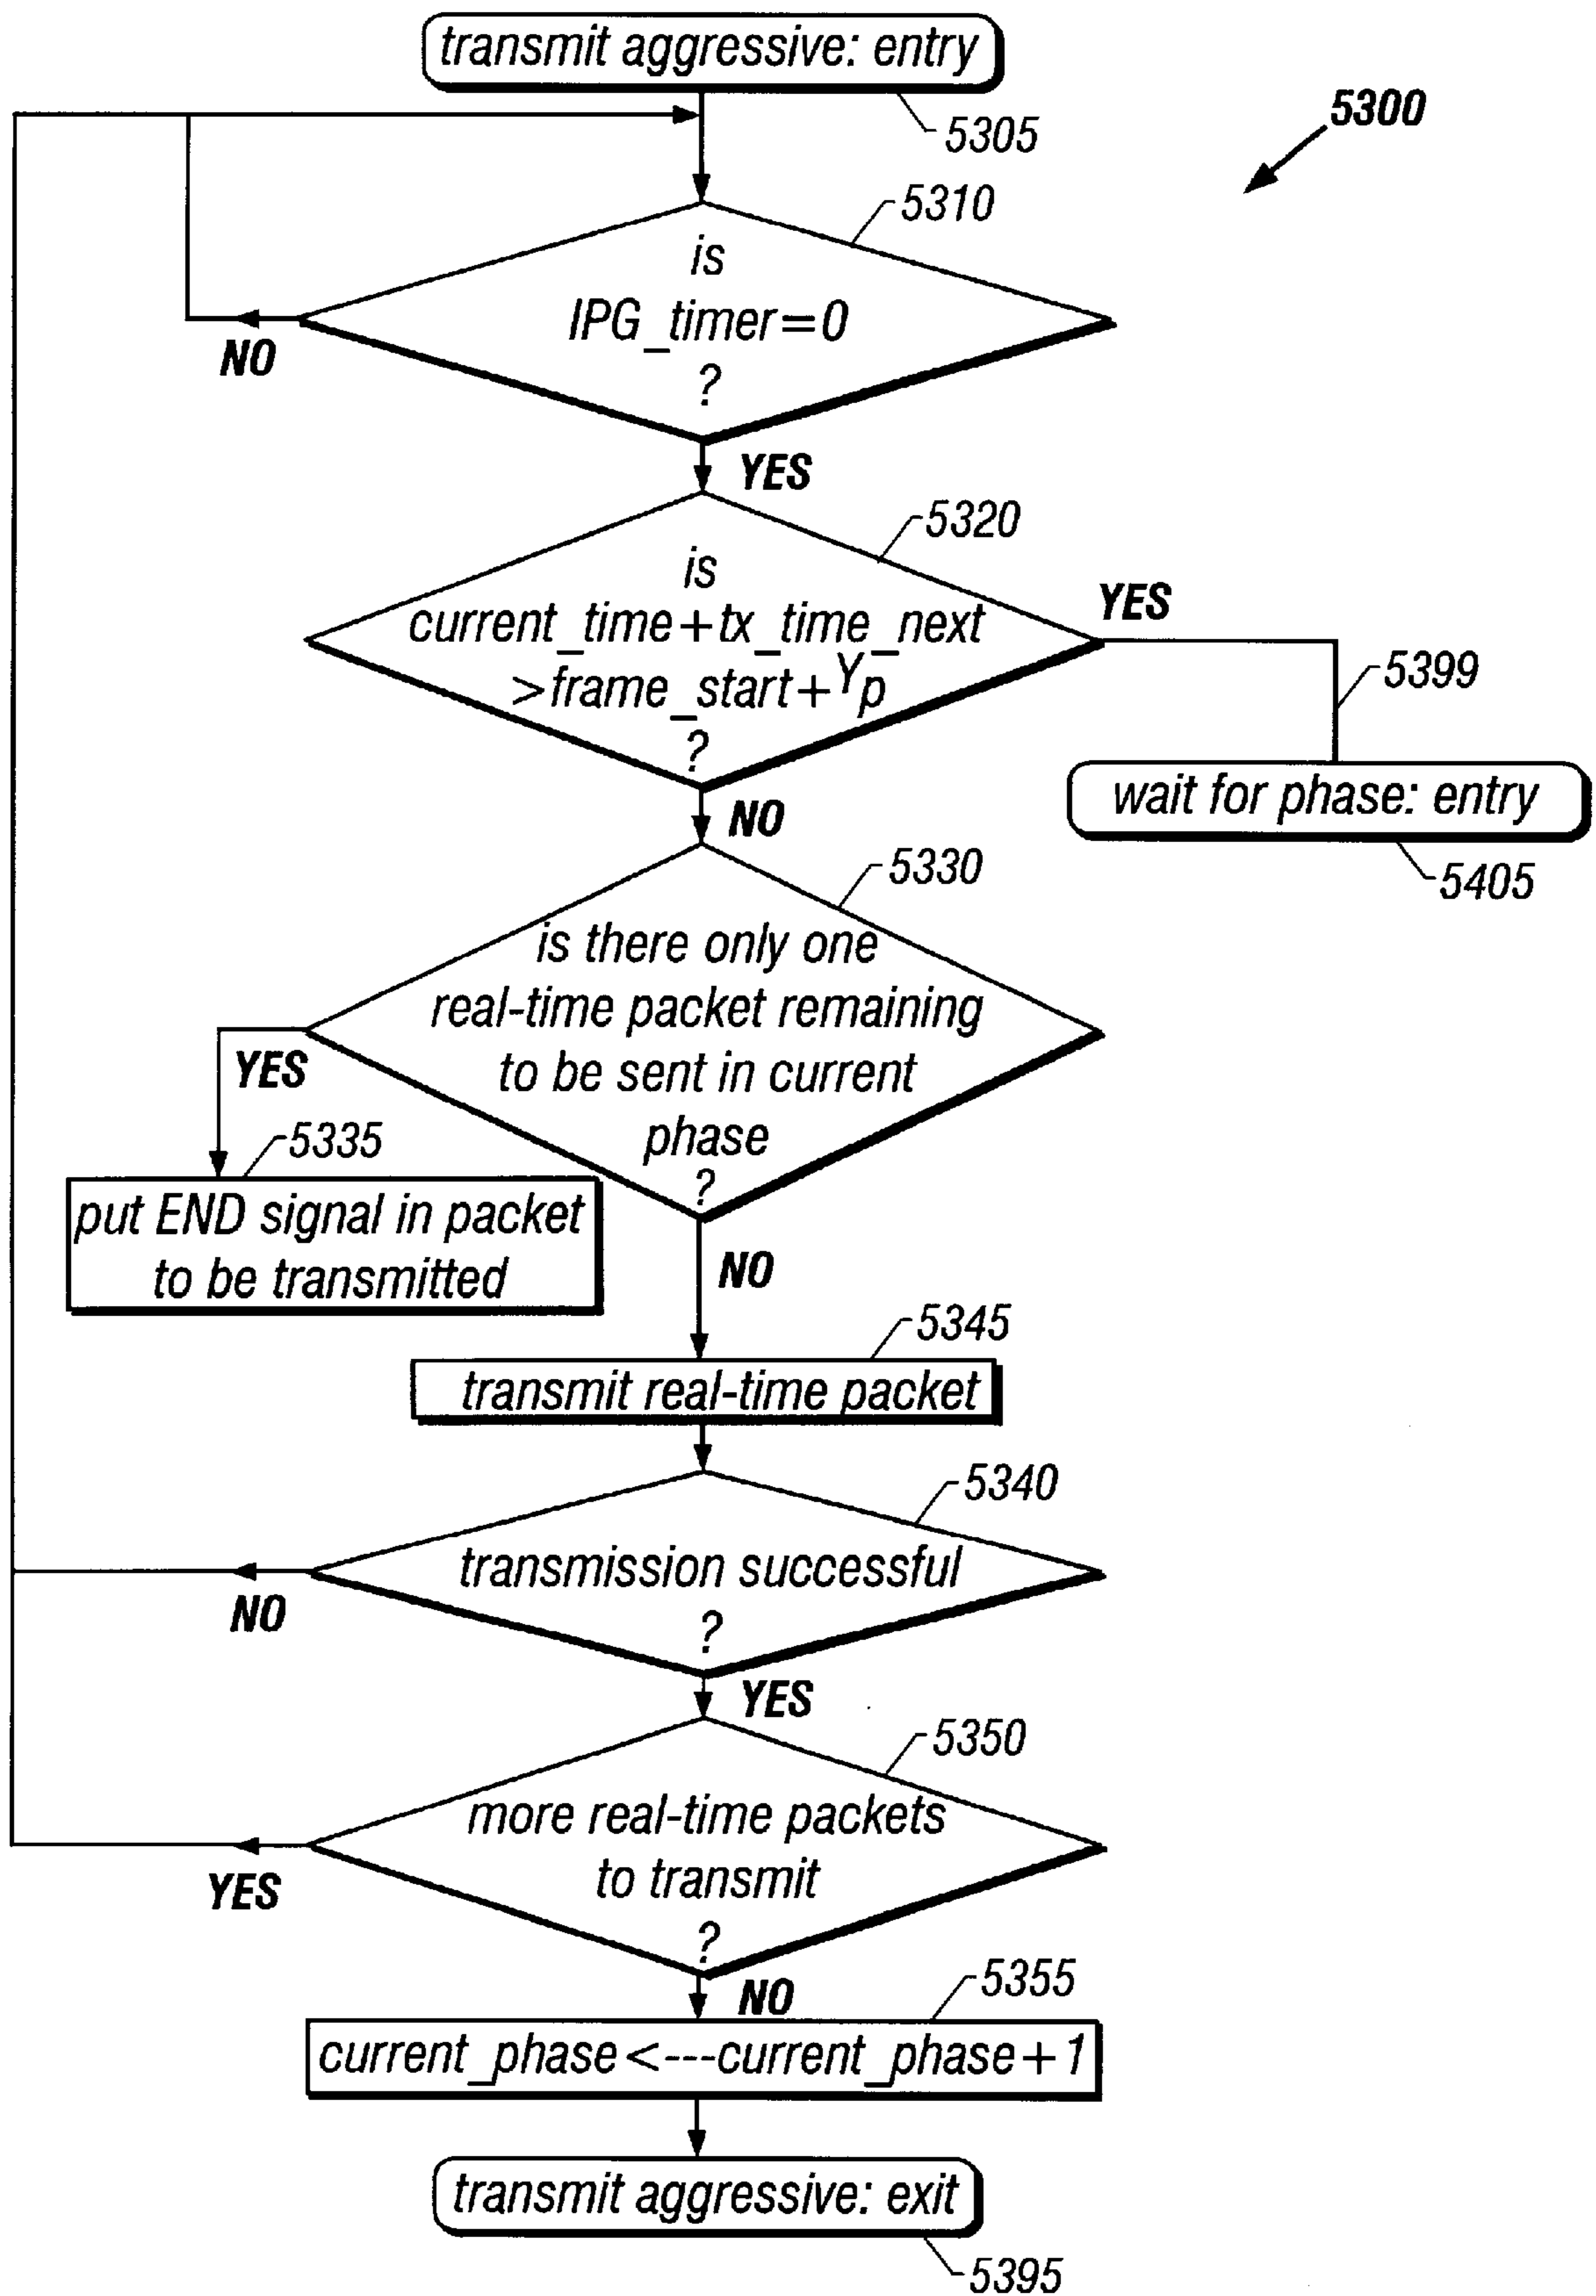 transmit aggressive: entry
5305
5300
5310
is
IPG_timer=0
?
NO
YES
5320
is
current_time+tx_time_next
>frame_start+Yp
?
YES
5399
wait for phase: entry
5405
NO
5330
is there only one
real-time packet remaining
to be sent in current
phase
?
YES
5335
put END signal in packet
to be transmitted
NO
5345
transmit real-time packet
5340
transmission successful
?
NO
YES
5350
more real-time packets
to transmit
?
YES
NO
5355
current_phase<---current_phase+1
transmit aggressive: exit
5395